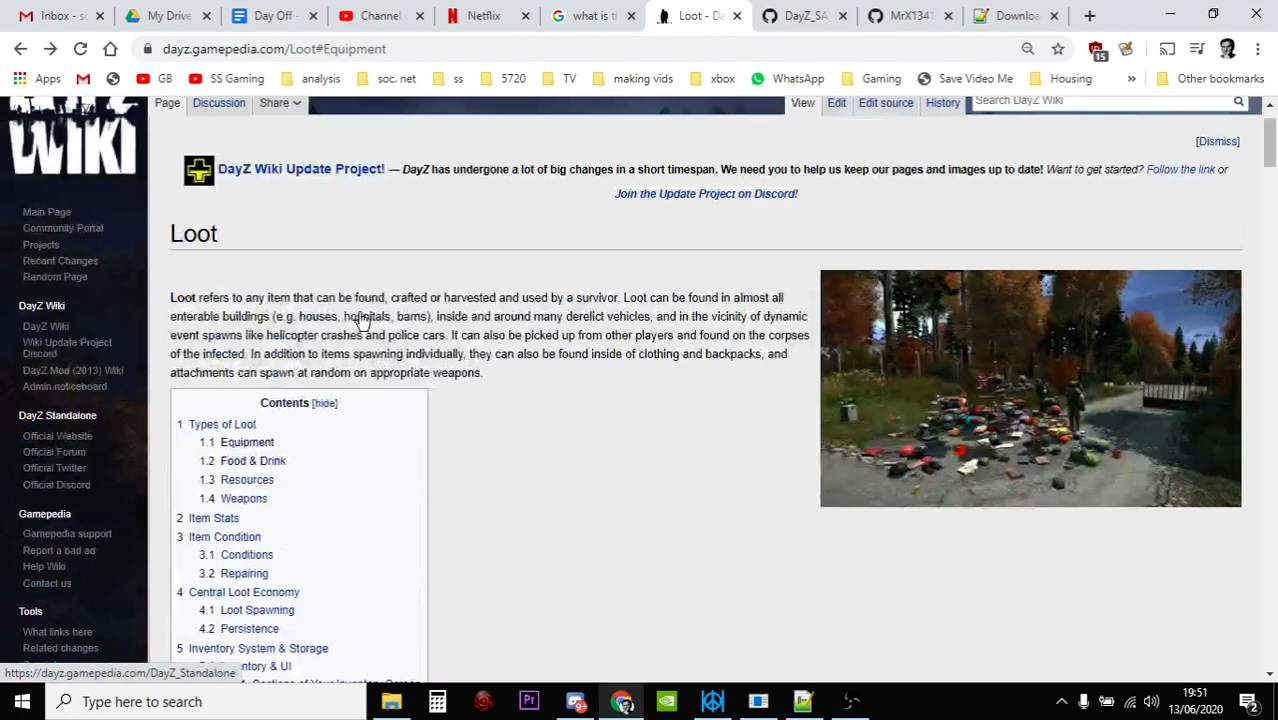 Inbox - s
My Drive
Day Off -
Channel c
Netflix
what is th
Loot - Da
DayZ_SA
MrX1341
Downloa
dayz.gamepedia.com/Loot#Equipment
15
Apps
GB
SS Gaming
analysis
soc. net
ss
5720
TV
making vids
xbox
WhatsApp
Gaming
Save Video Me
Housing
»
Other bookmarks
WIKI
Page
Discussion
Share
View
Edit
Edit source
History
Search DayZ Wiki
[Dismiss]
DayZ Wiki Update Project! — DayZ has undergone a lot of big changes in a short timespan. We need you to help us keep our pages and images up to date! Want to get started? Follow the link or
Join the Update Project on Discord!
Main Page
Community Portal
Projects
Recent Changes
Random Page
DayZ Wiki
DayZ Wiki
Wiki Update Project
Discord
DayZ Mod (2013) Wiki
Admin noticeboard
DayZ Standalone
Official Website
Official Forum
Official Twitter
Official Discord
Gamepedia
Gamepedia support
Report a bad ad
Help Wiki
Contact us
Tools
What links here
Related changes
Loot
Loot refers to any item that can be found, crafted or harvested and used by a survivor. Loot can be found in almost all
enterable buildings (e.g. houses, hospitals, barns), inside and around many derelict vehicles, and in the vicinity of dynamic
event spawns like helicopter crashes and police cars. It can also be picked up from other players and found on the corpses
of the infected. In addition to items spawning individually, they can also be found inside of clothing and backpacks, and
attachments can spawn at random on appropriate weapons.
Contents [hide]
1 Types of Loot
1.1 Equipment
1.2 Food & Drink
1.3 Resources
1.4 Weapons
2 Item Stats
3 Item Condition
3.1 Conditions
3.2 Repairing
4 Central Loot Economy
4.1 Loot Spawning
4.2 Persistence
5 Inventory System & Storage
ntory & UI
https://dayz.gamepedia.com/DayZ_Standalone
Type here to search
Pr
19:51
13/06/2020
2